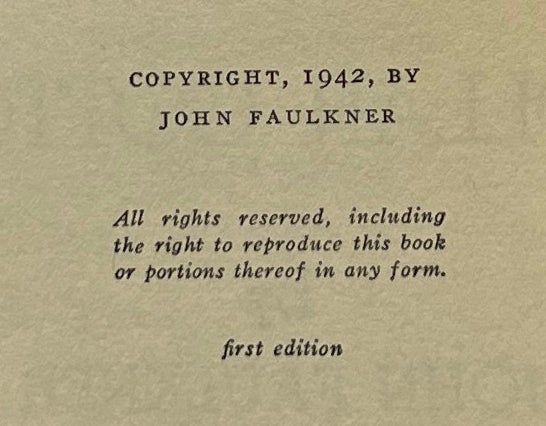 COPYRIGHT, 1942, BY
JOHN FAULKNER
All rights reserved, including
the right to reproduce this book
or portions thereof in any form.
first edition